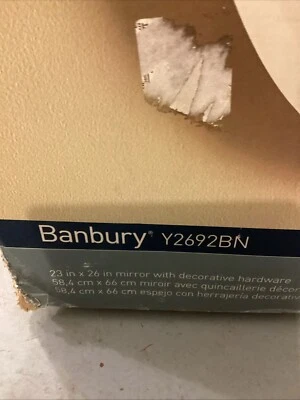 Banbury® Y2692BN
23 in x 26 in mirror with decorative hardware
58,4 cm x 66 cm miroir avec quincaillerie décor
58,4 cm x 66 cm espejo con herrajería decorativ